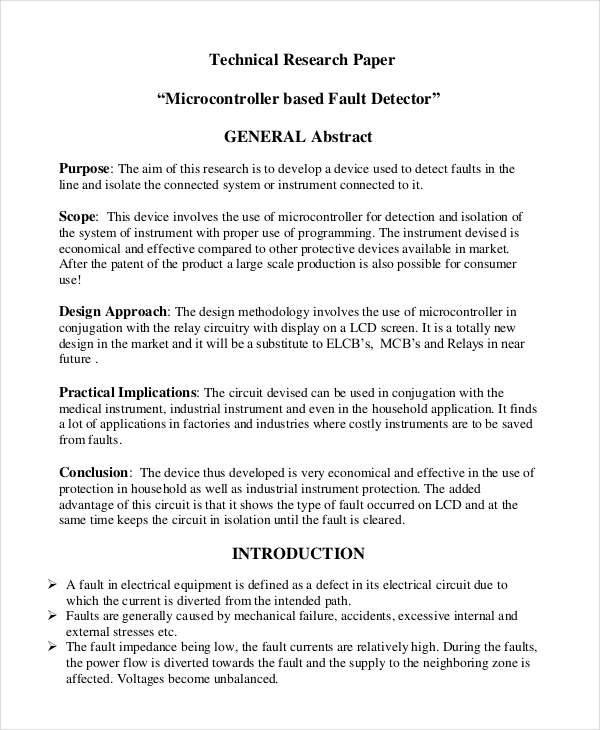 Technical Research Paper
“Microcontroller based Fault Detector”
GENERAL Abstract
Purpose: The aim of this research is to develop a device used to detect faults in the
line and isolate the connected system or instrument connected to it.
Scope: This device involves the use of microcontroller for detection and isolation of
the system of instrument with proper use of programming. The instrument devised is
economical and effective compared to other protective devices available in market.
After the patent of the product a large scale production is also possible for consumer
use!
Design Approach: The design methodology involves the use of microcontroller in
conjugation with the relay circuitry with display on a LCD screen. It is a totally new
design in the market and it will be a substitute to ELCB’s, MCB’s and Relays in near
future .
Practical Implications: The circuit devised can be used in conjugation with the
medical instrument, industrial instrument and even in the household application. It finds
a lot of applications in factories and industries where costly instruments are to be saved
from faults.
Conclusion: The device thus developed is very economical and effective in the use of
protection in household as well as industrial instrument protection. The added
advantage of this circuit is that it shows the type of fault occurred on LCD and at the
same time keeps the circuit in isolation until the fault is cleared.
INTRODUCTION
➢ A fault in electrical equipment is defined as a defect in its electrical circuit due to
which the current is diverted from the intended path.
➢ Faults are generally caused by mechanical failure, accidents, excessive internal and
external stresses etc.
➢ The fault impedance being low, the fault currents are relatively high. During the faults,
the power flow is diverted towards the fault and the supply to the neighboring zone is
affected. Voltages become unbalanced.